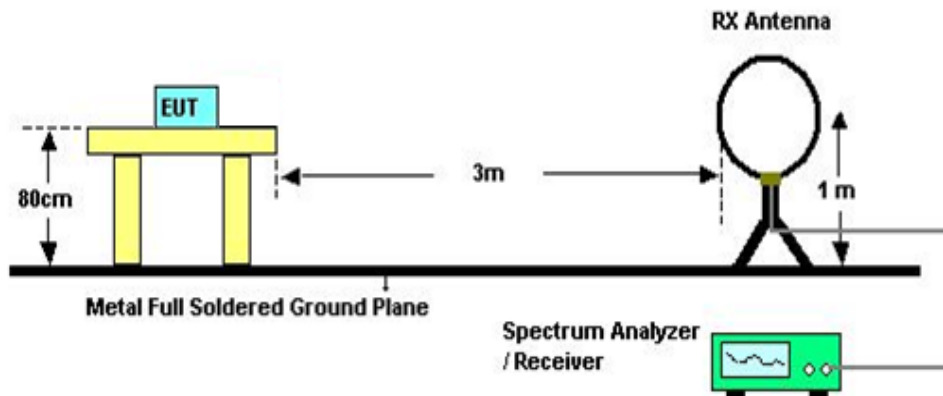 RX Antenna
EUT
3m
80cm
1 m
Metal Full Soldered Ground Plane
Spectrum Analyzer
/ Receiver